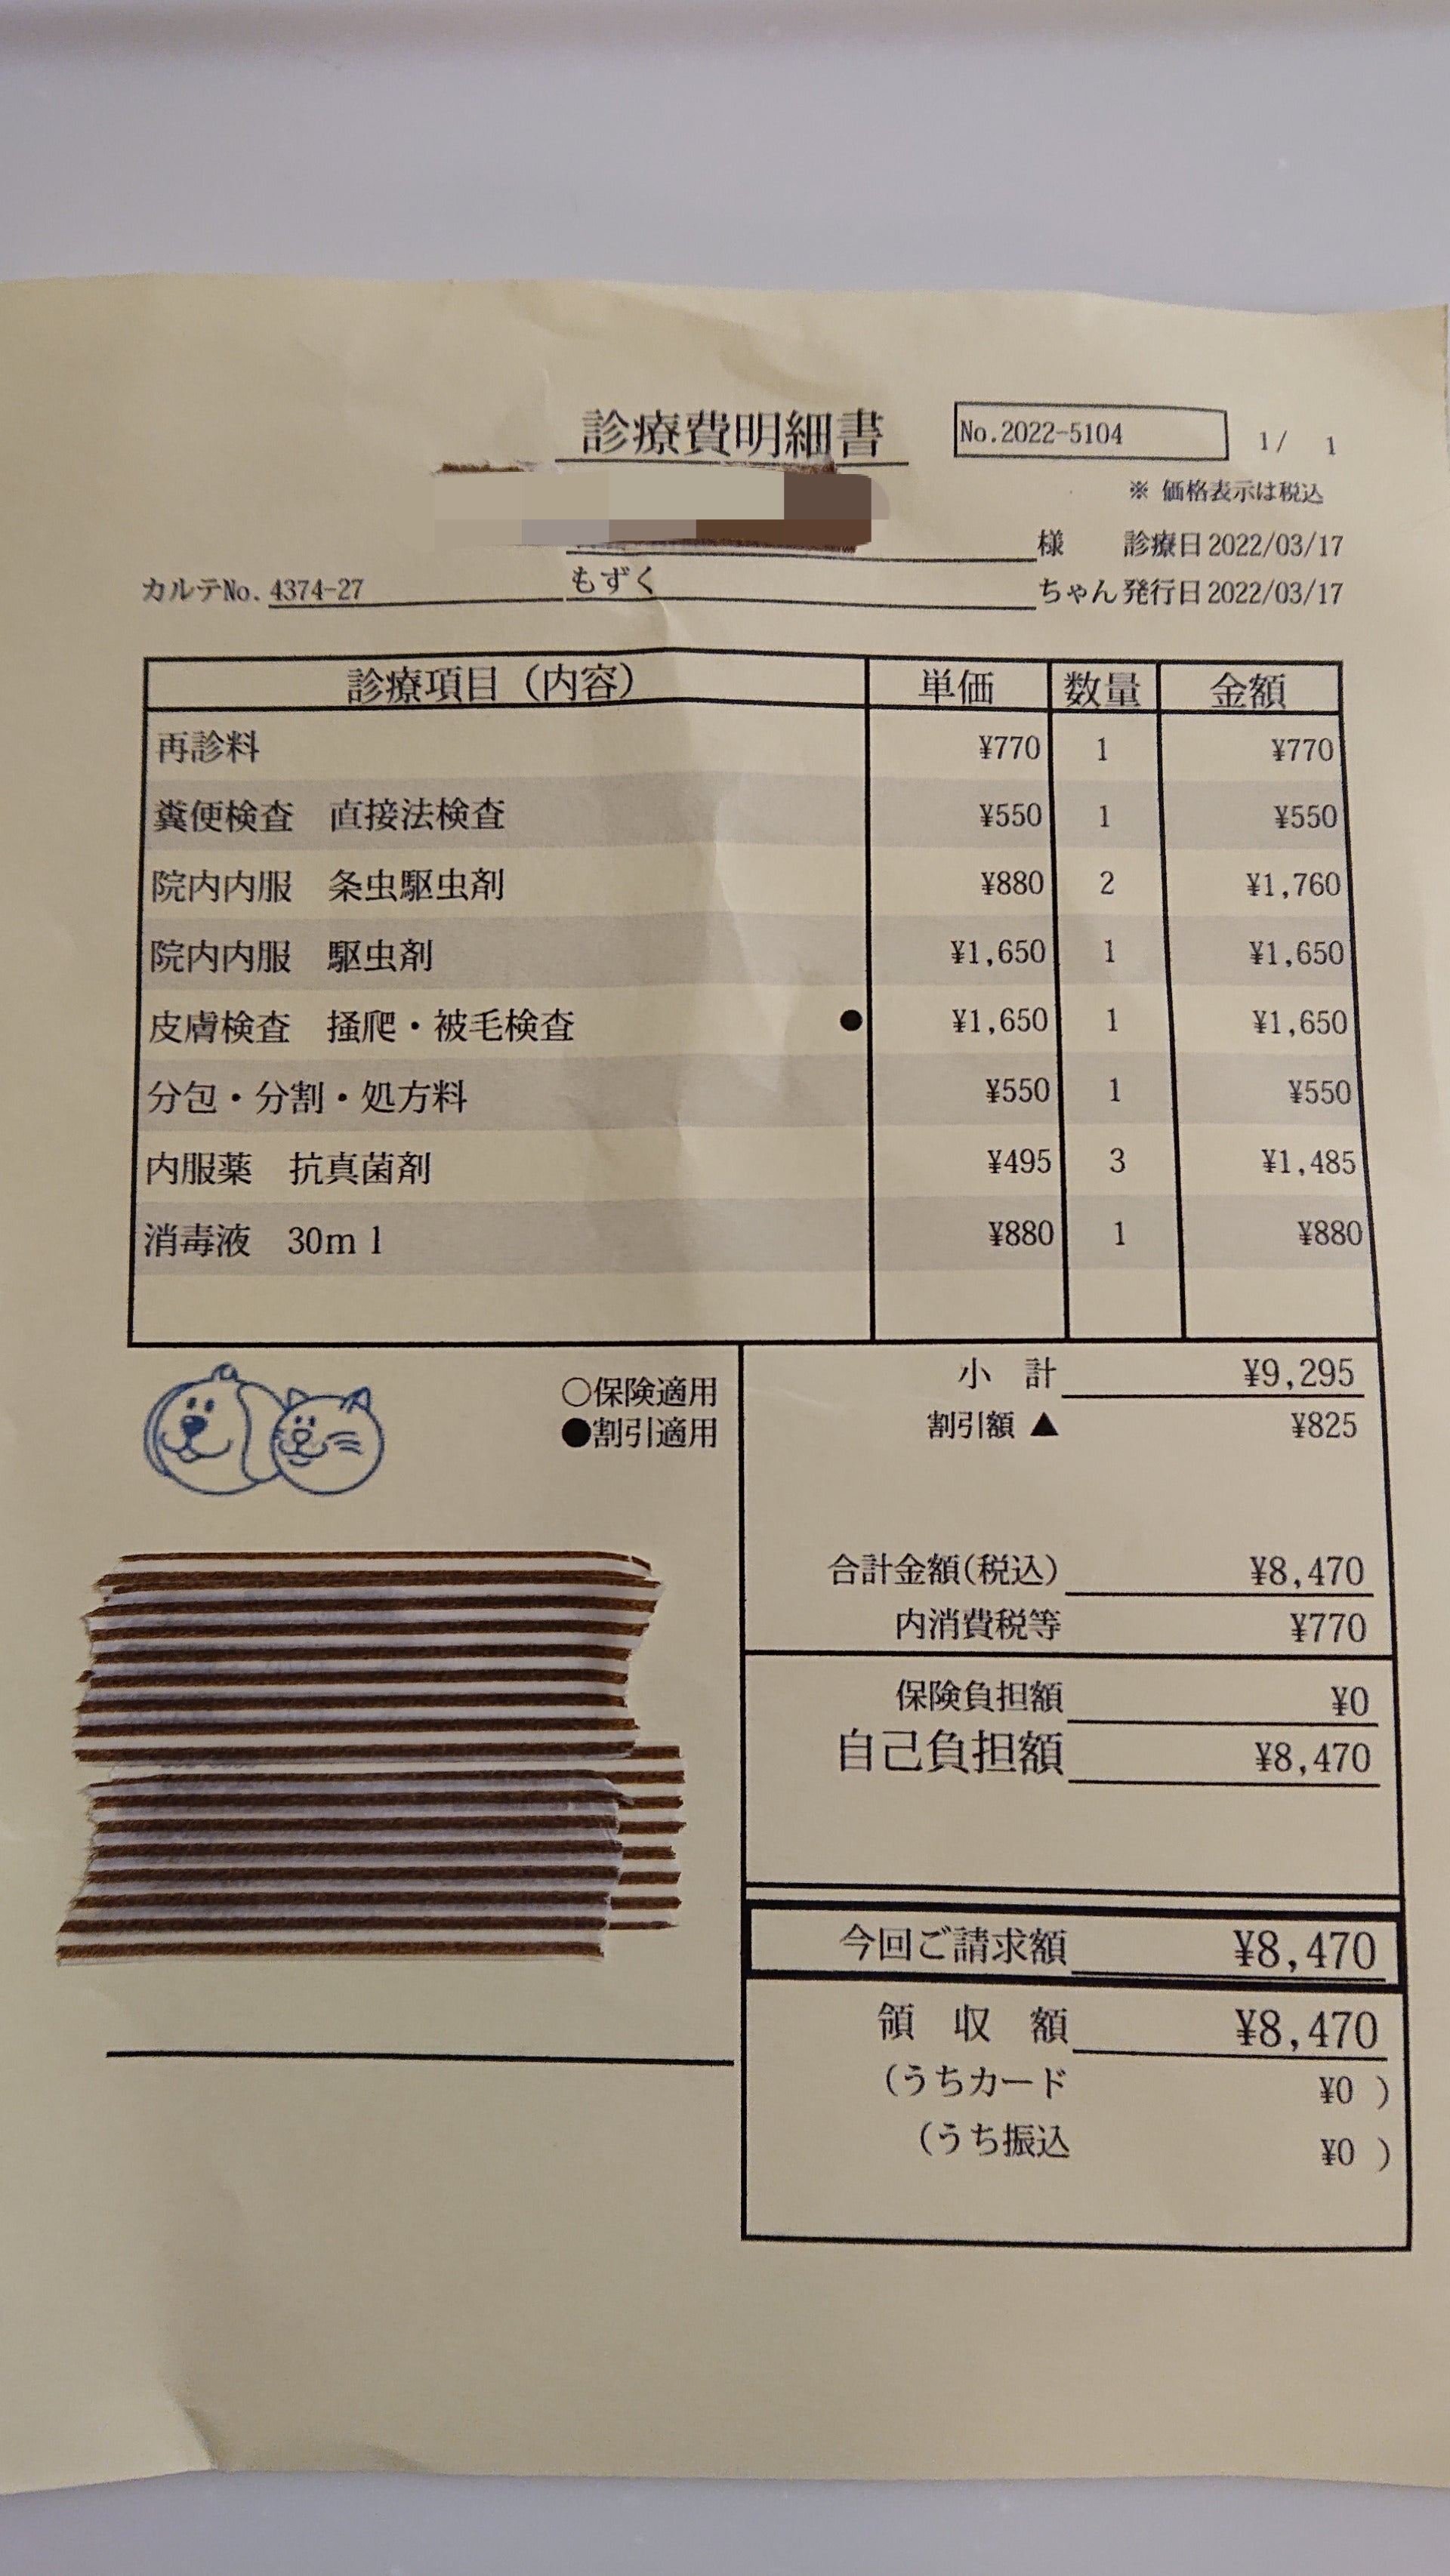 診療費明細書 No.2022-5104 1/ 1
※ 価格表示は税込
様 診療日 2022/03/17
カルテNo. 4374-27 もずく ちゃん 発行日 2022/03/17
診療項目（内容） 単価 数量 金額
再診料 ¥770 1 ¥770
糞便検査 直接法検査 ¥550 1 ¥550
院内内服 条虫駆虫剤 ¥880 2 ¥1,760
院内内服 駆虫剤 ¥1,650 1 ¥1,650
皮膚検査 掻爬・被毛検査 ● ¥1,650 1 ¥1,650
分包・分割・処方料 ¥550 1 ¥550
内服薬 抗真菌剤 ¥495 3 ¥1,485
消毒液 30ml ¥880 1 ¥880
○保険適用
●割引適用
小 計 ¥9,295
割引額 ▲ ¥825
合計金額(税込) ¥8,470
内消費税等 ¥770
保険負担額 ¥0
自己負担額 ¥8,470
今回ご請求額 ¥8,470
領 収 額 ¥8,470
(うちカード ¥0 )
(うち振込 ¥0 )